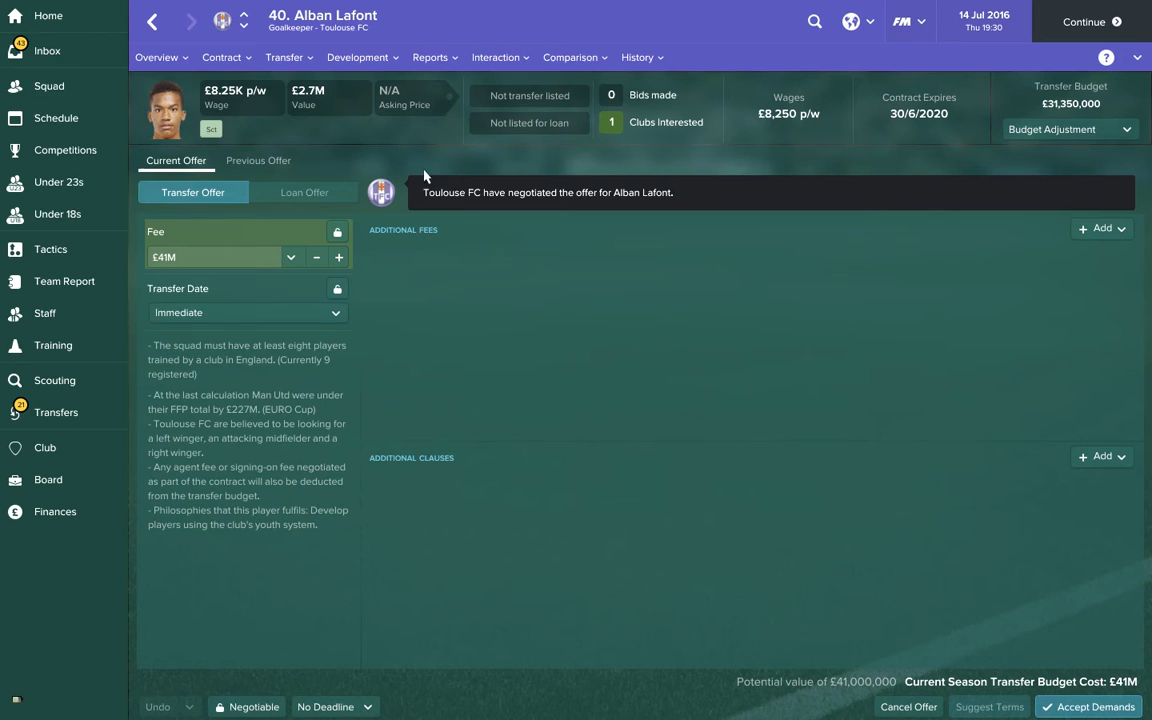 Home
40. Alban Lafont
Goalkeeper - Toulouse FC
FM
14 Jul 2016
Thu 19:30
Continue
43
Inbox
Overview
Contract
Transfer
Development
Reports
Interaction
Comparison
History
?
Squad
Schedule
Competitions
U23
Under 23s
U18
Under 18s
Tactics
Team Report
Staff
Training
Scouting
21
Transfers
Club
Board
£
Finances
£8.25K p/w
Wage
£2.7M
Value
N/A
Asking Price
Sct
Not transfer listed
Not listed for loan
0 Bids made
1 Clubs Interested
Wages
£8,250 p/w
Contract Expires
30/6/2020
Transfer Budget
£31,350,000
Budget Adjustment
Current Offer
Previous Offer
Transfer Offer
Loan Offer
TFC
Toulouse FC have negotiated the offer for Alban Lafont.
Fee
£41M
Transfer Date
Immediate
- The squad must have at least eight players
trained by a club in England. (Currently 9
registered)
- At the last calculation Man Utd were under
their FFP total by £227M. (EURO Cup)
- Toulouse FC are believed to be looking for
a left winger, an attacking midfielder and a
right winger.
- Any agent fee or signing-on fee negotiated
as part of the contract will also be deducted
from the transfer budget.
- Philosophies that this player fulfils: Develop
players using the club's youth system.
ADDITIONAL FEES
+ Add
ADDITIONAL CLAUSES
+ Add
Potential value of £41,000,000 Current Season Transfer Budget Cost: £41M
Undo
Negotiable
No Deadline
Cancel Offer
Suggest Terms
Accept Demands